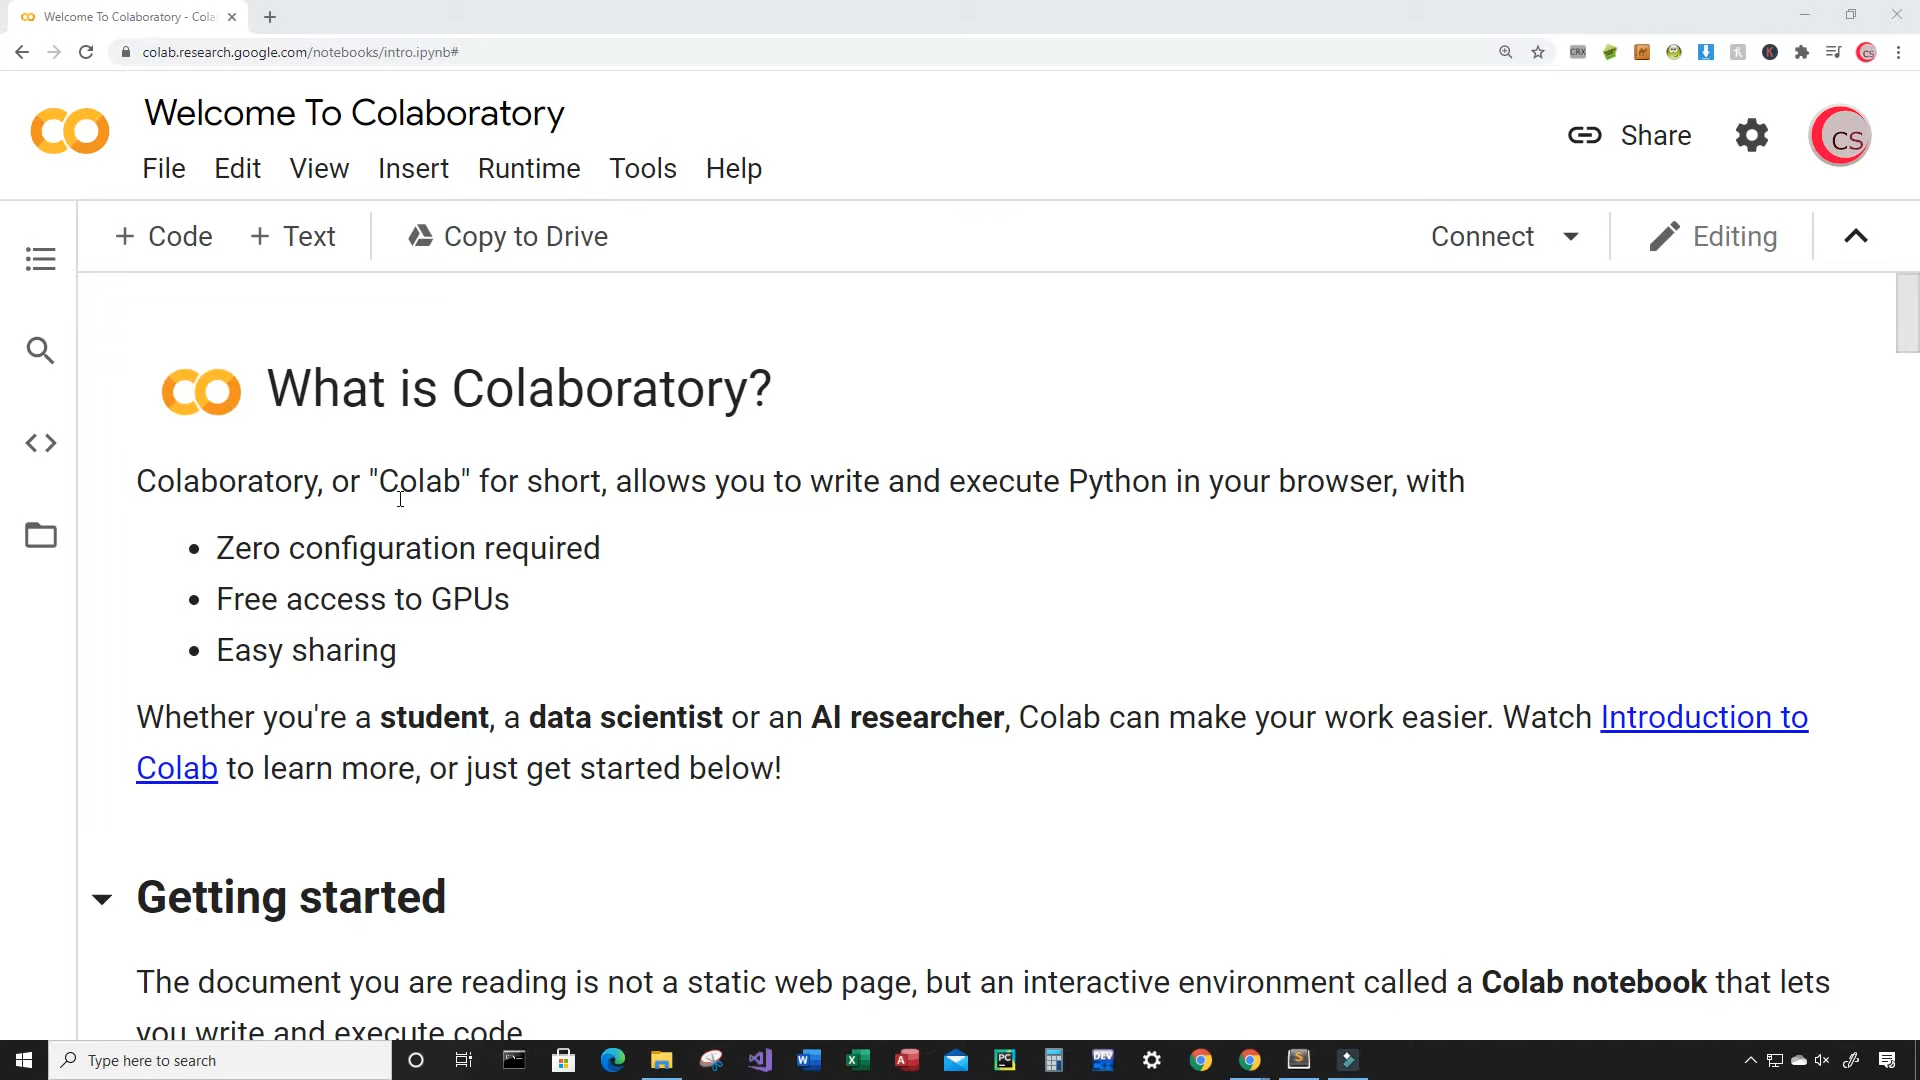 Welcome To Colaboratory - Cola
colab.research.google.com/notebooks/intro.ipynb#
Welcome To Colaboratory
File Edit View Insert Runtime Tools Help
Share
CS
+ Code + Text Copy to Drive Connect Editing
What is Colaboratory?
Colaboratory, or "Colab" for short, allows you to write and execute Python in your browser, with
• Zero configuration required
• Free access to GPUs
• Easy sharing
Whether you're a student, a data scientist or an AI researcher, Colab can make your work easier. Watch Introduction to
Colab to learn more, or just get started below!
Getting started
The document you are reading is not a static web page, but an interactive environment called a Colab notebook that lets
you write and execute code
Type here to search